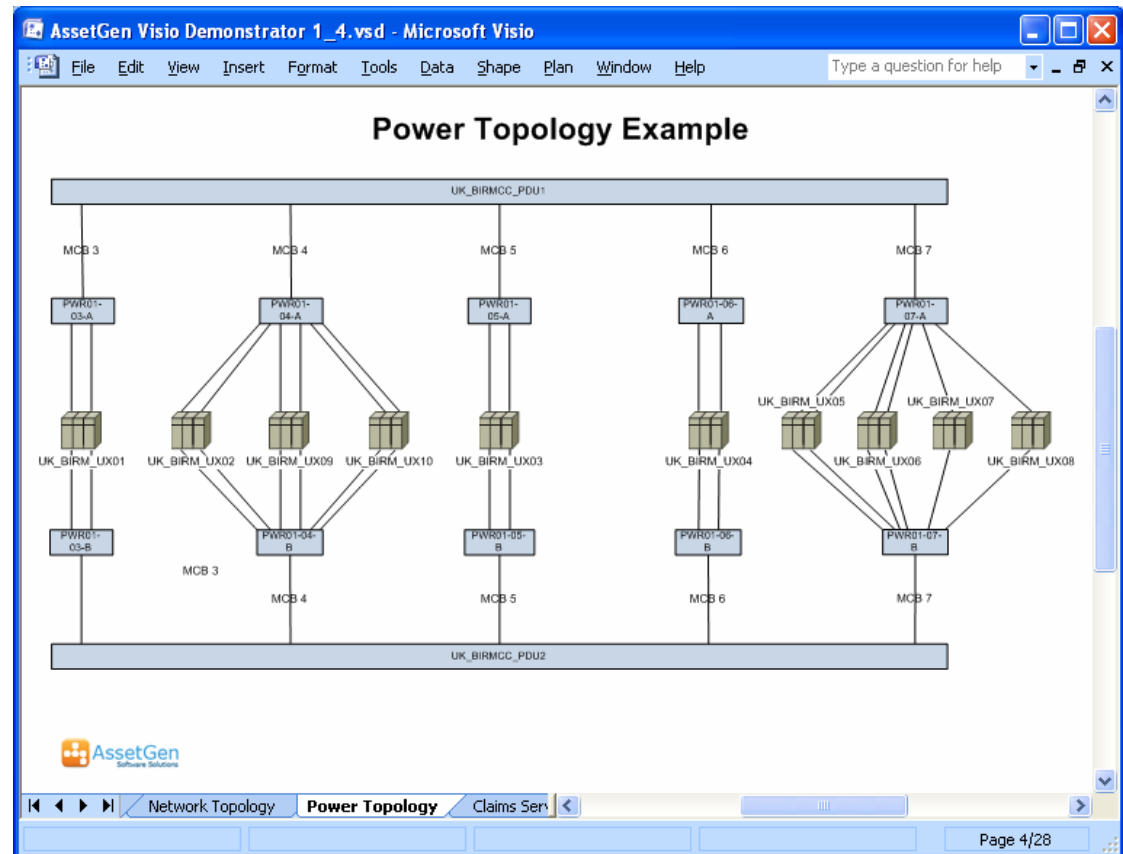 AssetGen Visio Demonstrator 1_4.vsd - Microsoft Visio
File Edit View Insert Format Tools Data Shape Plan Window Help Type a question for help
Power Topology Example
UK_BIRMCC_PDU1
MCB 3 MCB 4 MCB 5 MCB 6 MCB 7
PWR01- PWR01- PWR01- PWR01-06- PWR01-
03-A 04-A 05-A A 07-A
UK_BIRM_UX05 UK_BIRM_UX07
UK_BIRM_UX01 UK_BIRM_UX02 UK_BIRM_UX09 UK_BIRM_UX10 UK_BIRM_UX03 UK_BIRM_UX04 UK_BIRM_UX06 UK_BIRM_UX08
PWR01- PWR01-04- PWR01-05- PWR01-06- PWR01-07-
03-B B B B B
MCB 3
MCB 4 MCB 5 MCB 6 MCB 7
UK_BIRMCC_PDU2
AssetGen
Software Solutions
Network Topology Power Topology Claims Serv
Page 4/28